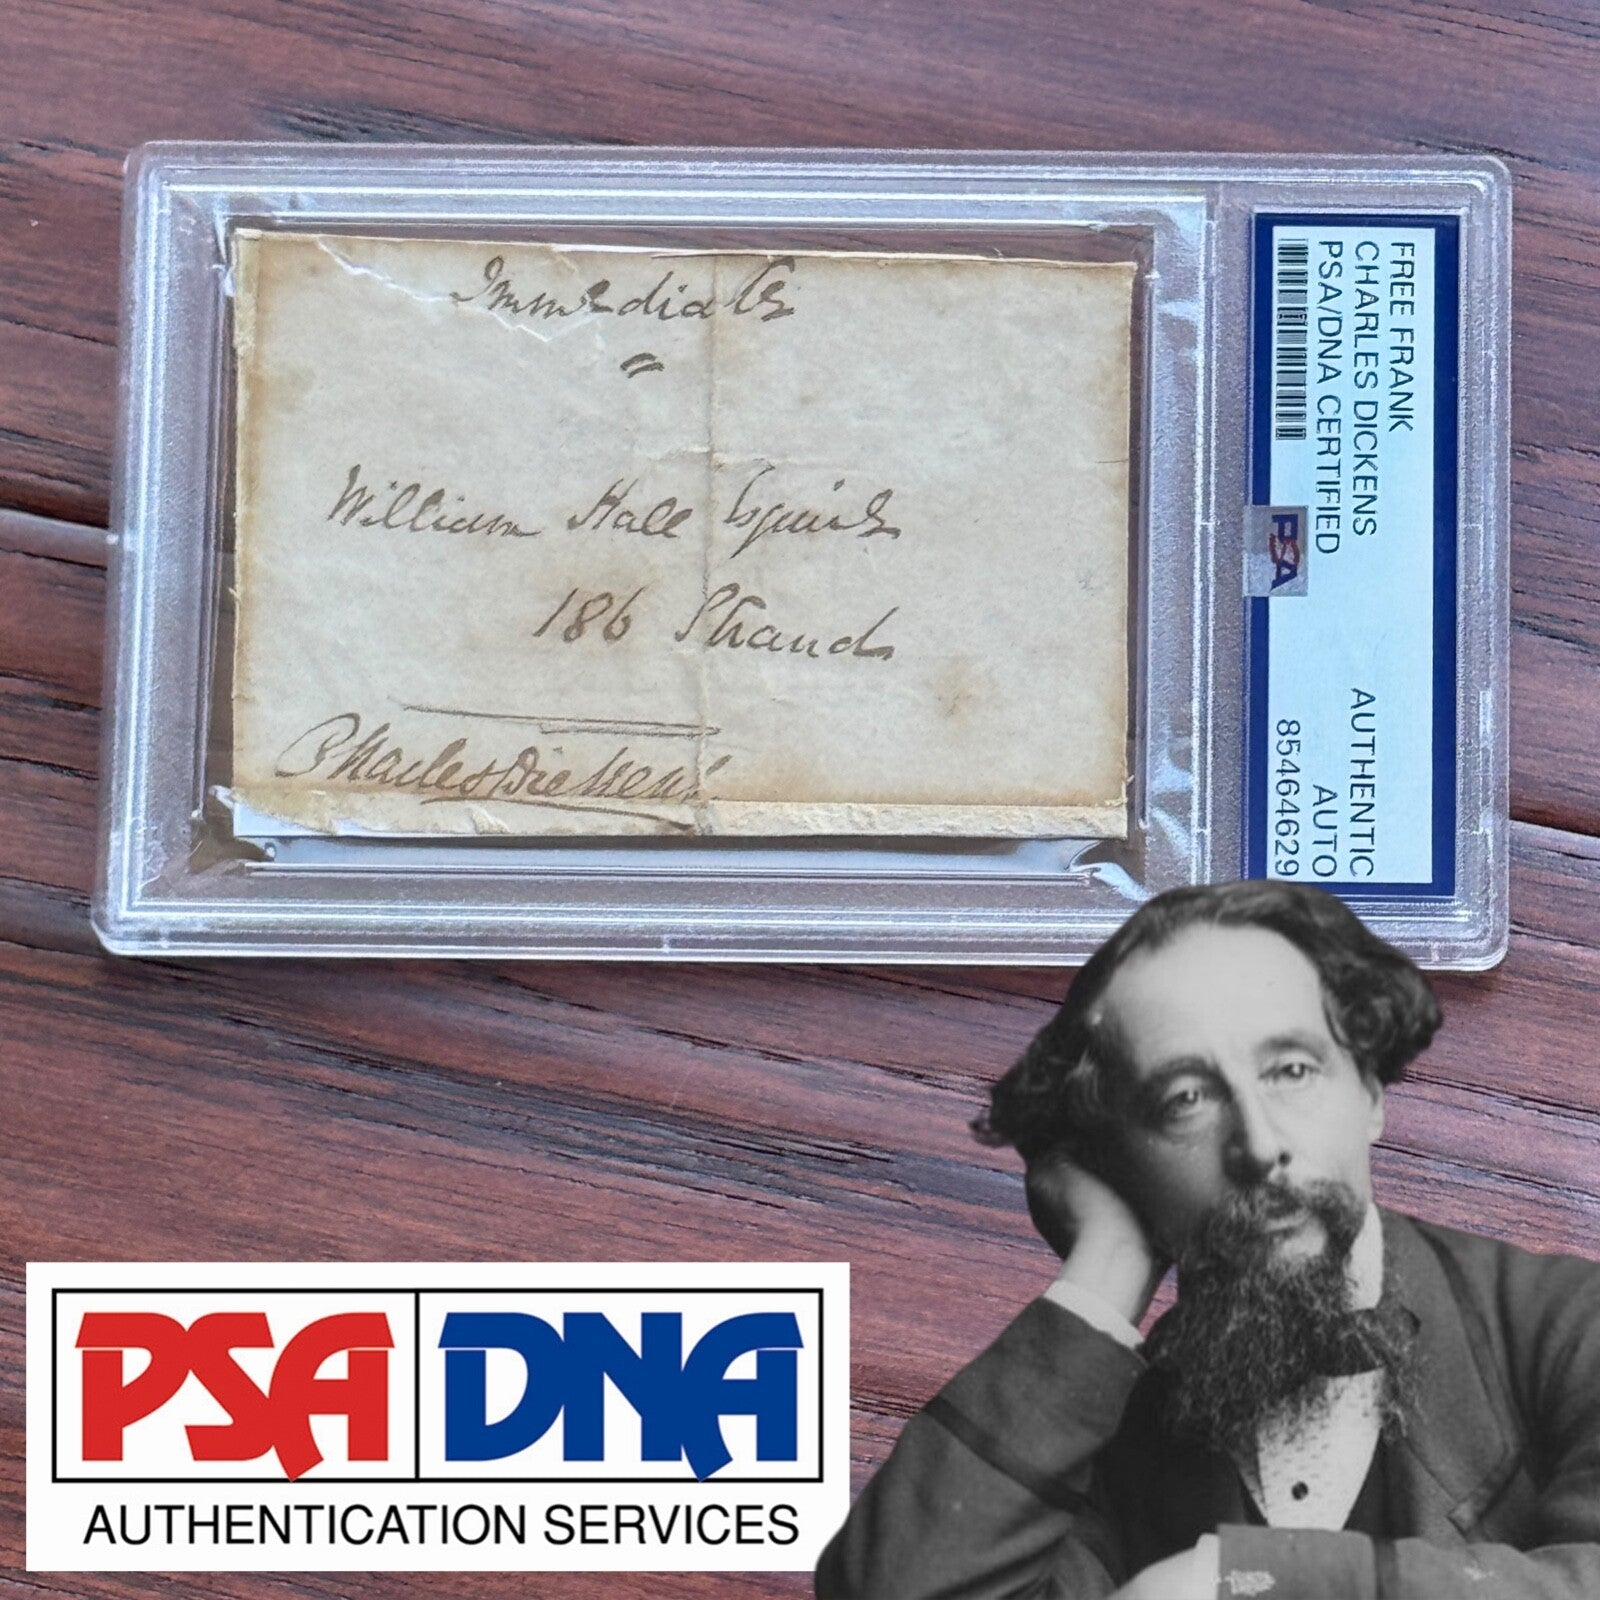 Immediate
William Hall Esquire
186 Strand
Charles Dickens
FREE FRANK
CHARLES DICKENS
PSA/DNA CERTIFIED
AUTHENTIC
AUTO
85464629
PSA
PSA DNA
AUTHENTICATION SERVICES